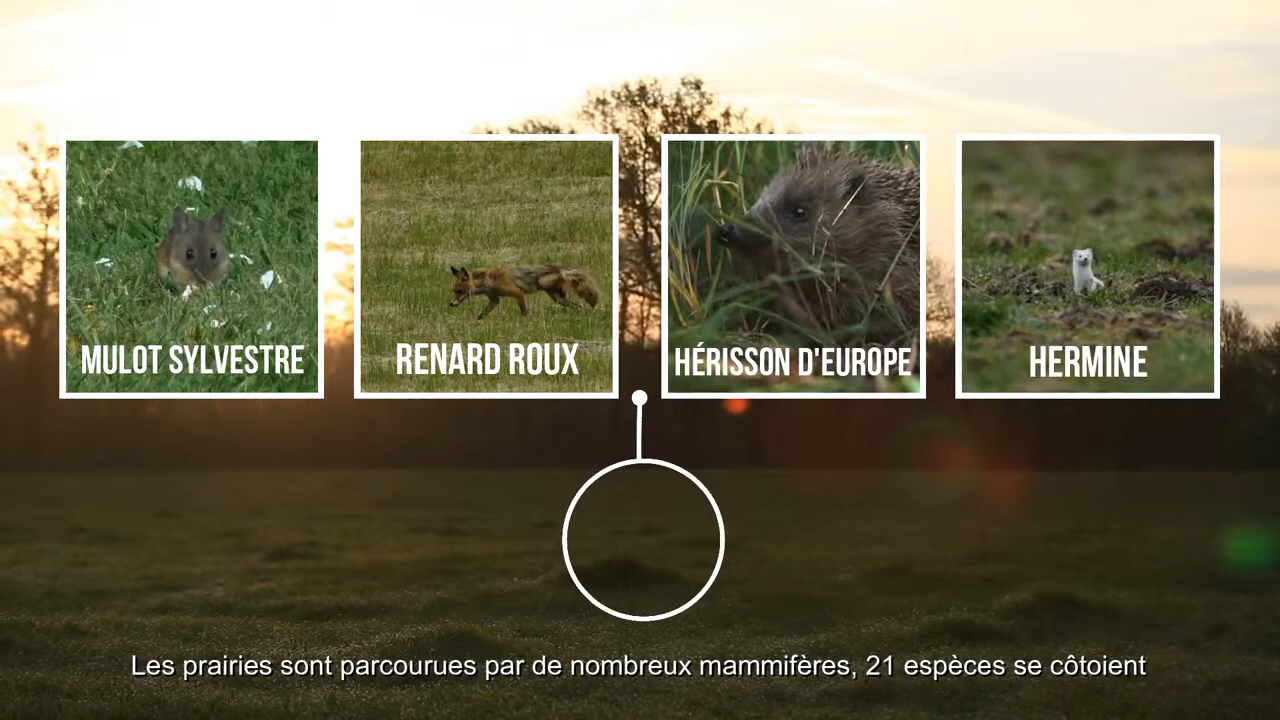 MULOT SYLVESTRE
RENARD ROUX
HÉRISSON D'EUROPE
HERMINE
Les prairies sont parcourues par de nombreux mammifères, 21 espèces se côtoient